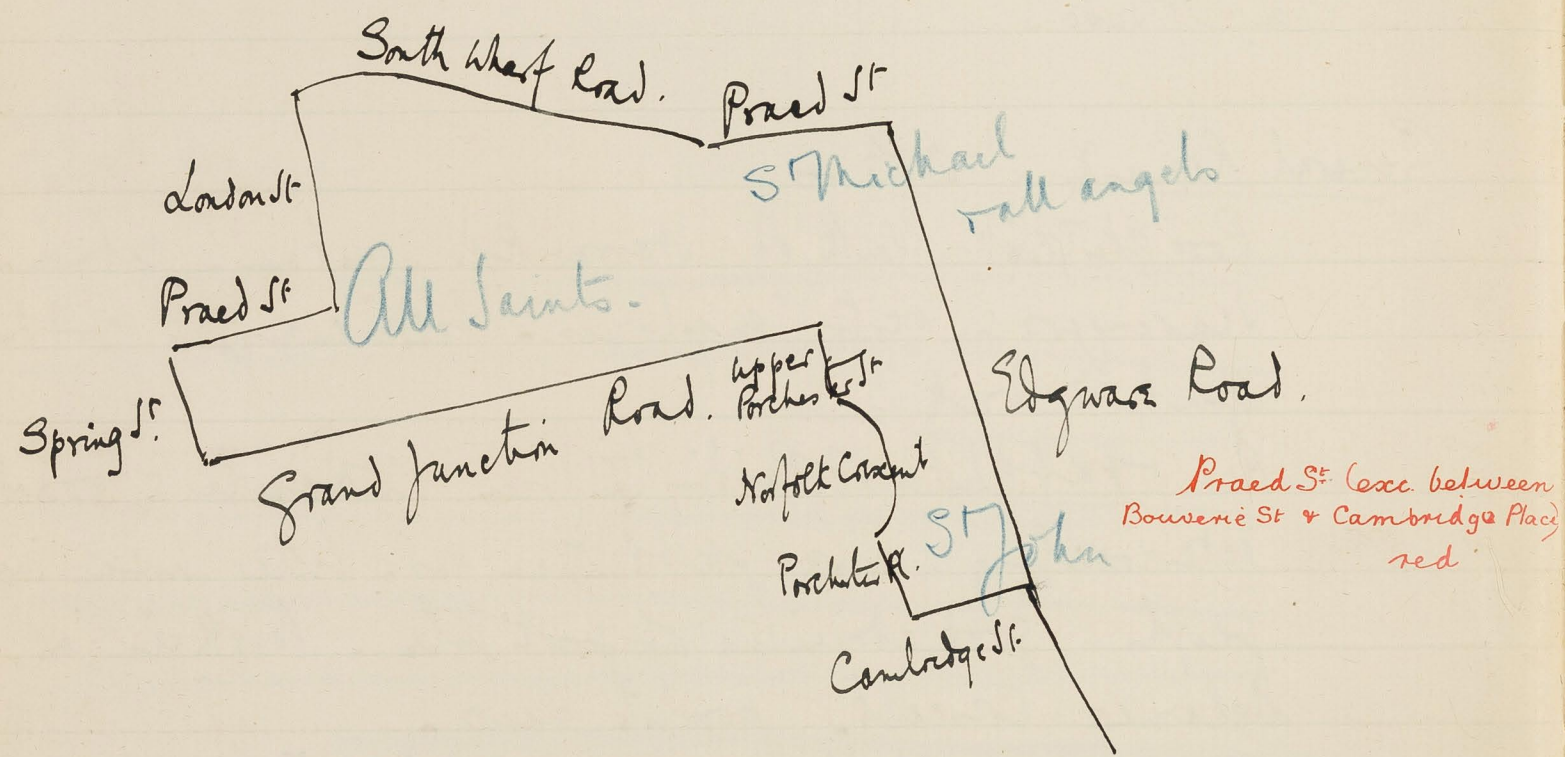 South Wharf Road.
Praed St
St Michael
& all angels
London St
Praed St
All Saints.
Spring St.
Grand Junction Road.
Upper
Porchester St
Edgware Road.
Norfolk Crescent
Praed St. (exc. between
Bouverie St & Cambridge Place)
red
St John
Porchester Pl.
Cambridge St.